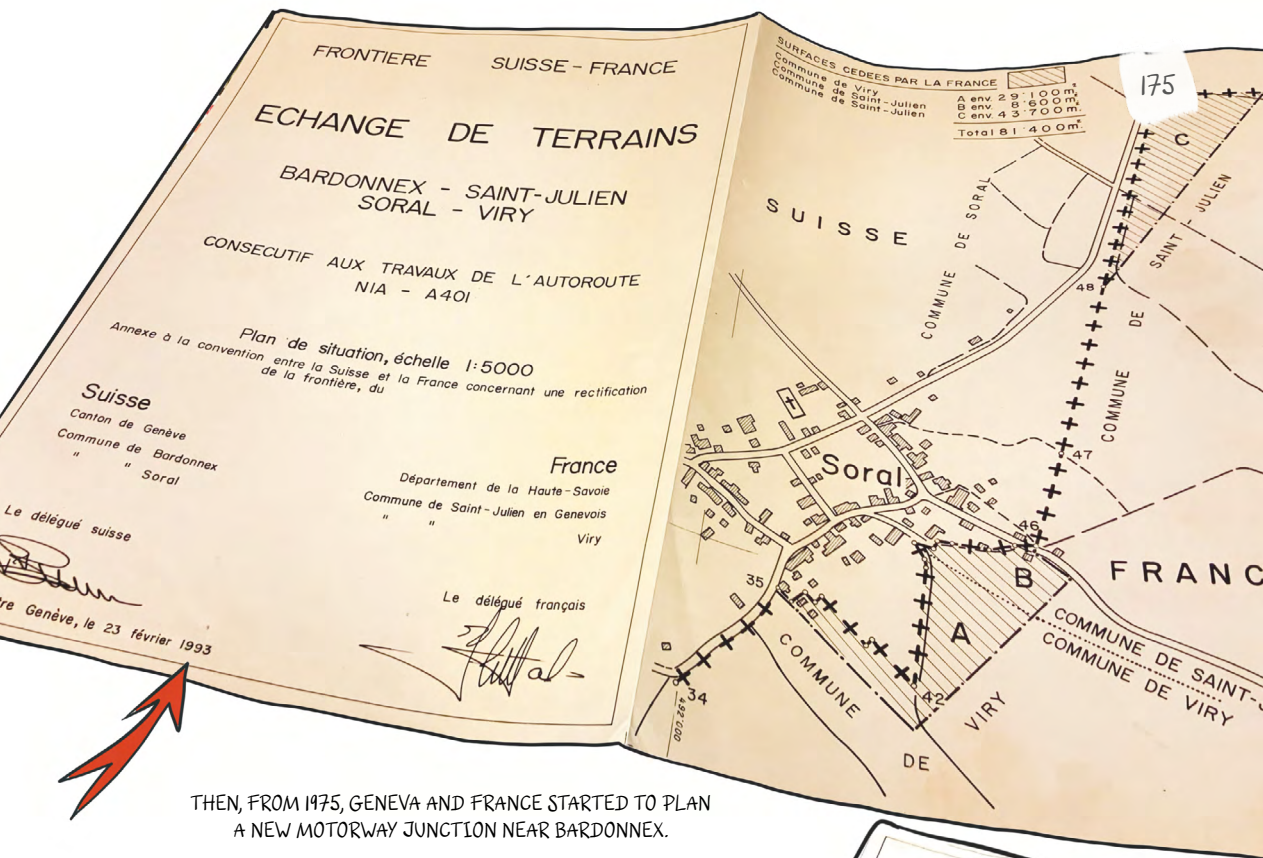 FRONTIERE SUISSE - FRANCE
ECHANGE DE TERRAINS
BARDONNEX - SAINT-JULIEN
SORAL - VIRY
CONSECUTIF AUX TRAVAUX DE L'AUTOROUTE
NIA - A401
Plan de situation, échelle 1:5000
Annexe à la convention entre la Suisse et la France concernant une rectification
de la frontière, du
Suisse
Canton de Genève
Commune de Bardonnex
" " Soral
France
Département de la Haute-Savoie
Commune de Saint-Julien en Genevois
" " Viry
Le délégué suisse
Genève, le 23 février 1993
Le délégué français
SURFACES CEDEES PAR LA FRANCE
Commune de Viry A env. 29'100m²
Commune de Saint-Julien B env. 8'600m²
Commune de Saint-Julien C env. 43'700m²
Total 81'400m²
175
C
SUISSE
COMMUNE DE SORAL
COMMUNE DE SAINT-JULIEN
48
47
46
Soral
35
34
42
B
A
FRANC
COMMUNE DE SAINT-J
COMMUNE DE VIRY
COMMUNE DE VIRY
492'000
THEN, FROM 1975, GENEVA AND FRANCE STARTED TO PLAN
A NEW MOTORWAY JUNCTION NEAR BARDONNEX.